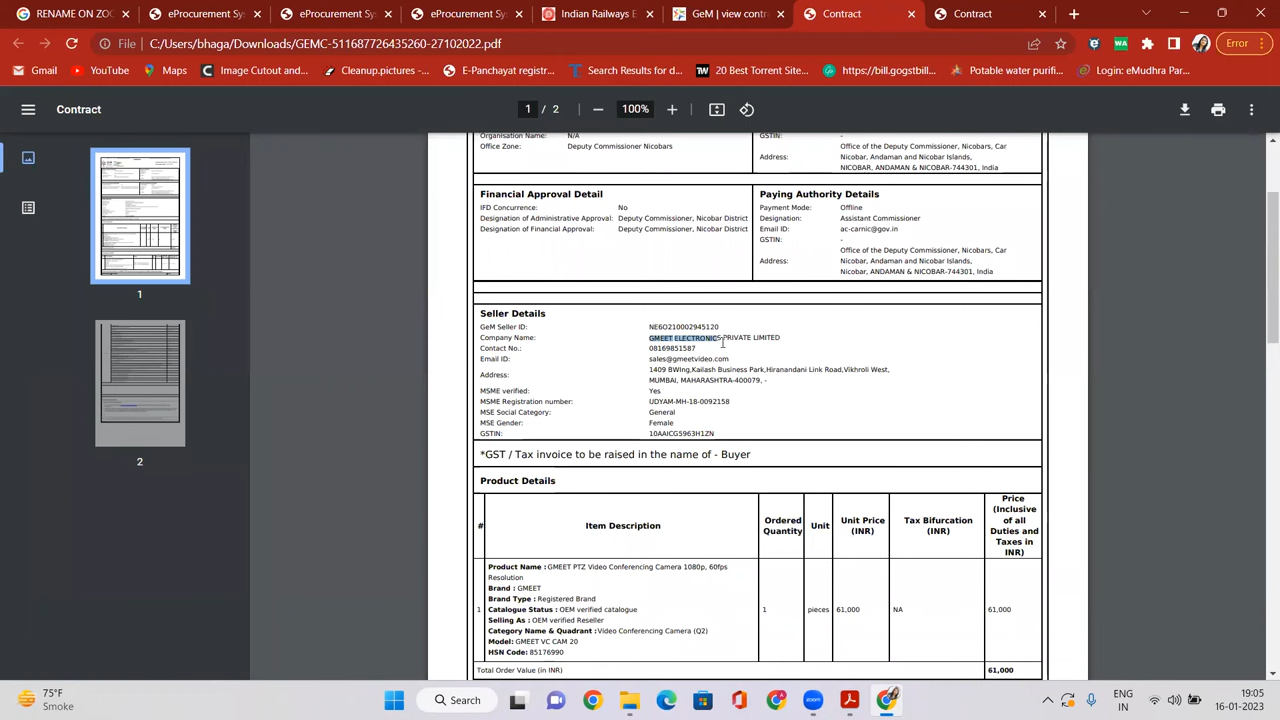 RENAME ON GOO
eProcurement Sy
eProcurement Sy
eProcurement Sy
Indian Railways E
GeM | view contr
Contract
Contract
File C:/Users/bhaga/Downloads/GEMC-511687726435260-27102022.pdf
WA
Error
Gmail
YouTube
Maps
Image Cutout and...
Cleanup.pictures -...
E-Panchayat registr...
Search Results for d...
20 Best Torrent Sit...
https://bill.gogstbill...
Potable water purifi...
Login: eMudhra Par...
Contract
1 / 2
100%
1
2
Organisation Name: N/A
Office Zone: Deputy Commissioner Nicobars
GSTIN: -
Address: Office of the Deputy Commissioner, Nicobars, Car
Nicobar, Andaman and Nicobar Islands,
NICOBAR, ANDAMAN & NICOBAR-744301, India
Financial Approval Detail
IFD Concurrence: No
Designation of Administrative Approval: Deputy Commissioner, Nicobar District
Designation of Financial Approval: Deputy Commissioner, Nicobar District
Paying Authority Details
Payment Mode: Offline
Designation: Assistant Commissioner
Email ID: ac-carnic@gov.in
GSTIN: -
Address: Office of the Deputy Commissioner, Nicobars, Car
Nicobar, Andaman and Nicobar Islands,
Nicobar, ANDAMAN & NICOBAR-744301, India
Seller Details
GeM Seller ID: NE6O210002945120
Company Name: GMEET ELECTRONICS PRIVATE LIMITED
Contact No.: 08169851587
Email ID: sales@gmeetvideo.com
Address: 1409 BWIng,Kailash Business Park,Hiranandani Link Road,Vikhroli West,
MUMBAI, MAHARASHTRA-400079, -
MSME verified: Yes
MSME Registration number: UDYAM-MH-18-0092158
MSE Social Category: General
MSE Gender: Female
GSTIN: 10AAICG5963H1ZN
*GST / Tax invoice to be raised in the name of - Buyer
Product Details
#
Item Description
Ordered
Quantity
Unit
Unit Price
(INR)
Tax Bifurcation
(INR)
Price
(Inclusive
of all
Duties and
Taxes in
INR)
1
Product Name : GMEET PTZ Video Conferencing Camera 1080p, 60fps
Resolution
Brand : GMEET
Brand Type : Registered Brand
Catalogue Status : OEM verified catalogue
Selling As : OEM verified Reseller
Category Name & Quadrant : Video Conferencing Camera (Q2)
Model: GMEET VC CAM 20
HSN Code: 85176990
1
pieces
61,000
NA
61,000
Total Order Value (in INR) 61,000
75°F
Smoke
Search
ENG
IN
19:05
16-01-2023